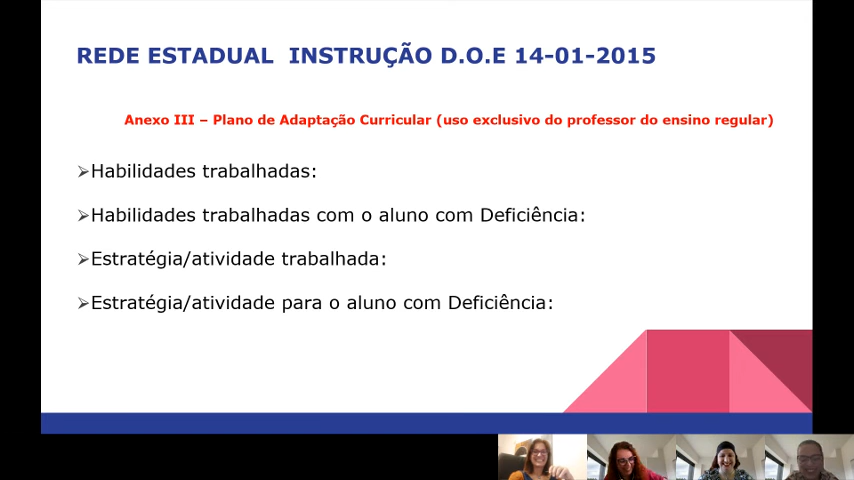 REDE ESTADUAL INSTRUÇÃO D.O.E 14-01-2015
Anexo III – Plano de Adaptação Curricular (uso exclusivo do professor do ensino regular)
➢Habilidades trabalhadas:
➢Habilidades trabalhadas com o aluno com Deficiência:
➢Estratégia/atividade trabalhada:
➢Estratégia/atividade para o aluno com Deficiência: